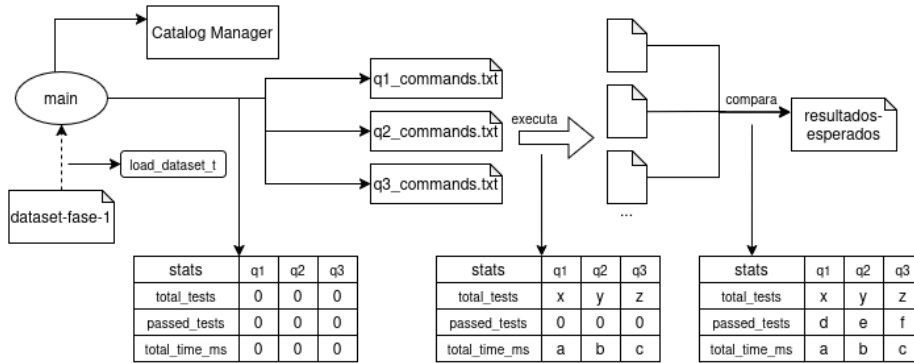 Catalog Manager
main
q1_commands.txt
q2_commands.txt
q3_commands.txt
executa
compara
resultados-
esperados
load_dataset_t
dataset-fase-1
...
stats q1 q2 q3
total_tests 0 0 0
passed_tests 0 0 0
total_time_ms 0 0 0
stats q1 q2 q3
total_tests x y z
passed_tests 0 0 0
total_time_ms a b c
stats q1 q2 q3
total_tests x y z
passed_tests d e f
total_time_ms a b c